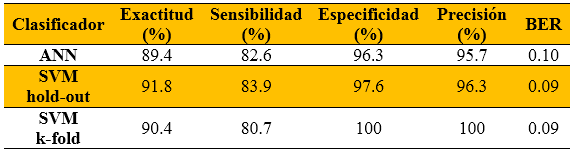 Clasificador Exactitud (%) Sensibilidad (%) Especificidad (%) Precisión (%) BER
ANN 89.4 82.6 96.3 95.7 0.10
SVM hold-out 91.8 83.9 97.6 96.3 0.09
SVM k-fold 90.4 80.7 100 100 0.09